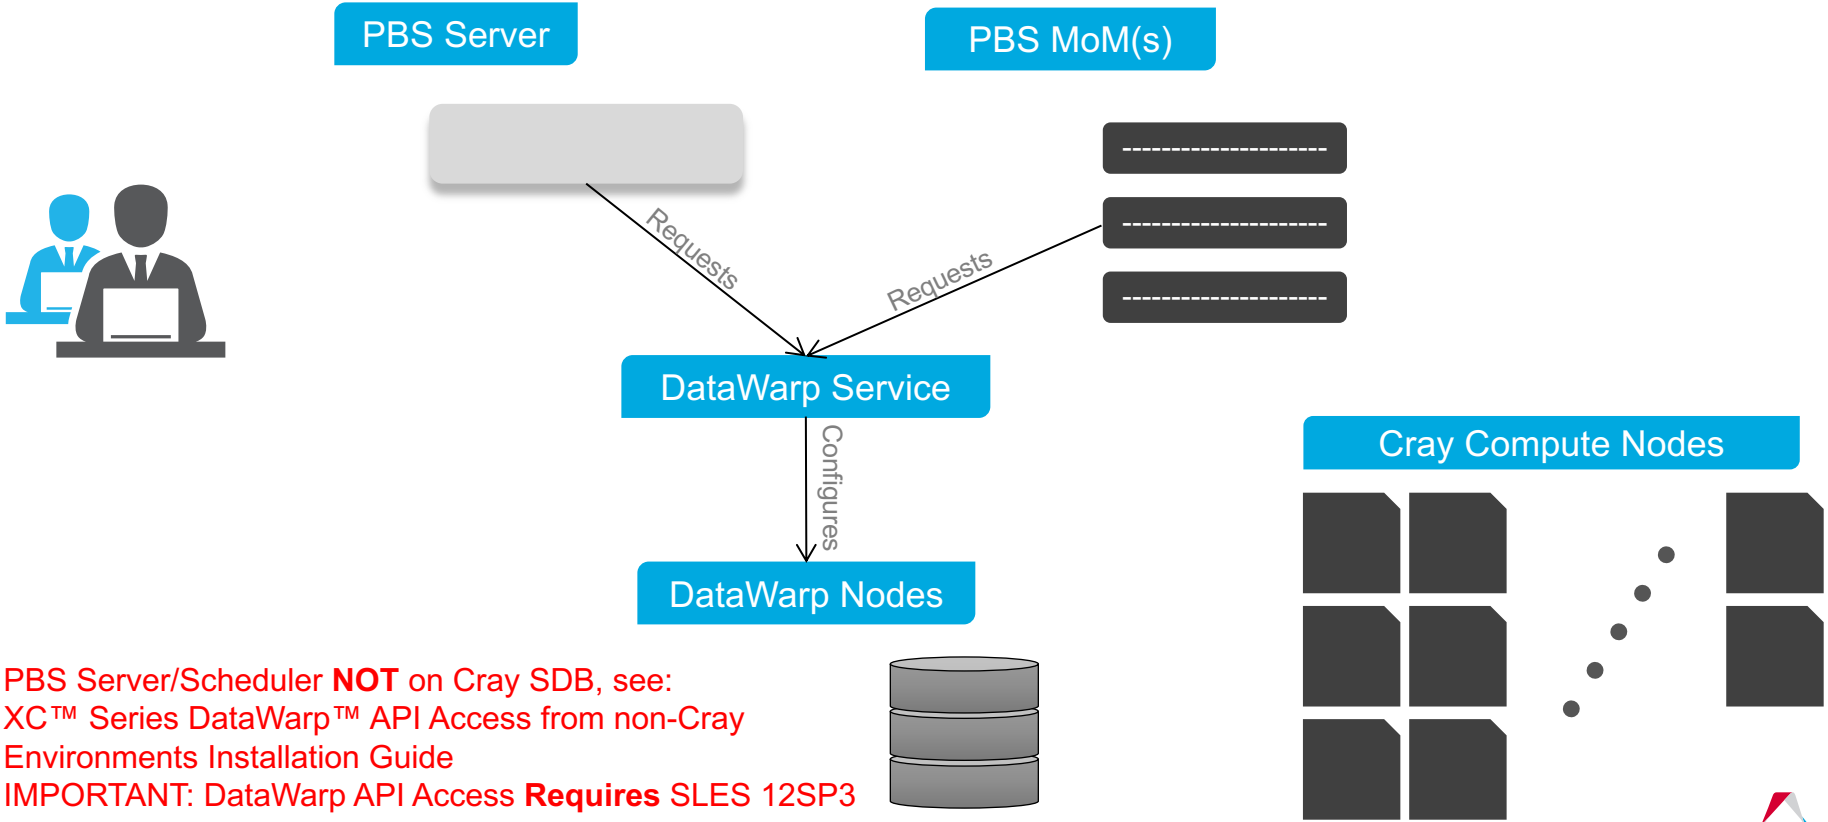 PBS Server
PBS MoM(s)
---------------------
---------------------
---------------------
Requests
Requests
DataWarp Service
Configures
Cray Compute Nodes
DataWarp Nodes
PBS Server/Scheduler NOT on Cray SDB, see:
XC™ Series DataWarp™ API Access from non-Cray
Environments Installation Guide
IMPORTANT: DataWarp API Access Requires SLES 12SP3